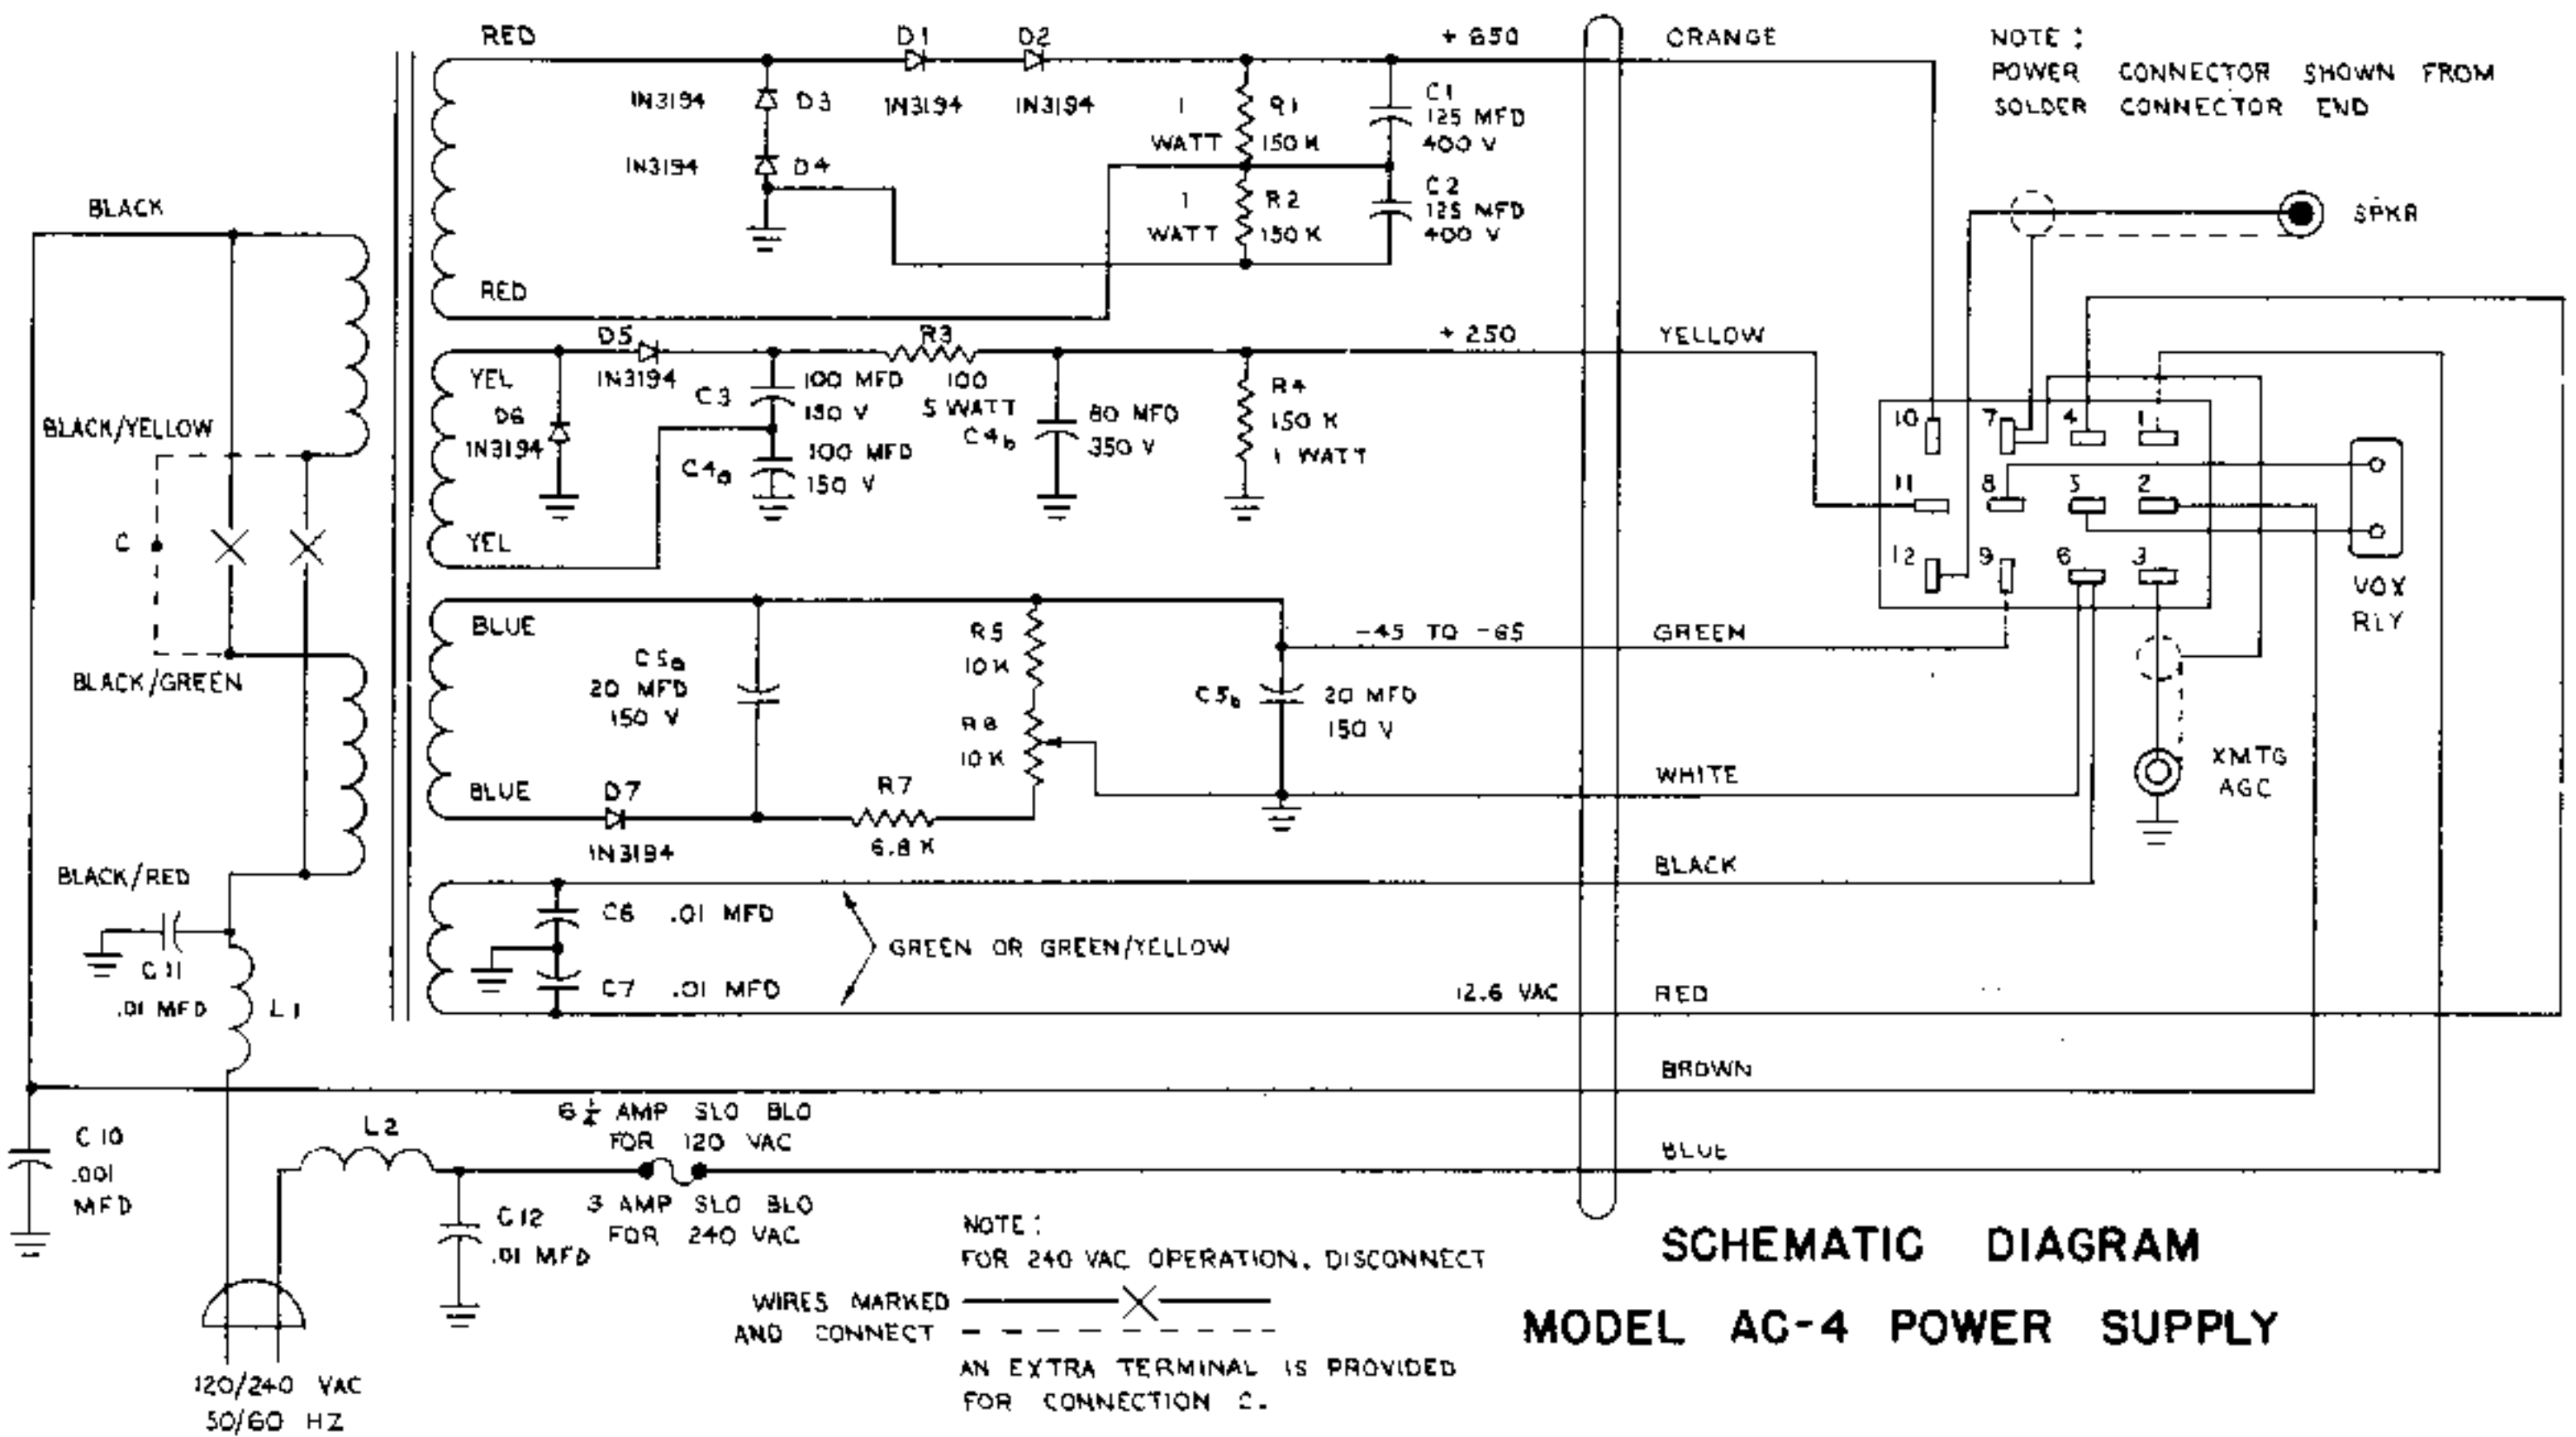 RED
D1
D2
+ 650
ORANGE
NOTE :
POWER CONNECTOR SHOWN FROM
SOLDER CONNECTOR END
1N3194
D3
1N3194
1N3194
1
WATT
R1
150 K
C1
125 MFD
400 V
1N3194
D4
BLACK
1
WATT
R2
150 K
C2
125 MFD
400 V
SPKR
RED
D5
R3
+ 250
YELLOW
YEL
1N3194
C3
100 MFD
150 V
100
5 WATT
R4
150 K
1 WATT
D6
1N3194
C4a
100 MFD
150 V
C4b
80 MFD
350 V
BLACK/YELLOW
10
7
4
1
11
8
5
2
12
9
6
3
C
YEL
VOX
RLY
BLUE
R5
10 K
-45 TO -65
GREEN
BLACK/GREEN
C5a
20 MFD
150 V
C5b
20 MFD
150 V
R6
10 K
XMTG
AGC
BLUE
D7
1N3194
R7
6.8 K
WHITE
BLACK/RED
BLACK
C6 .01 MFD
GREEN OR GREEN/YELLOW
C11
.01 MFD
L1
C7 .01 MFD
12.6 VAC
RED
BROWN
C10
.001
MFD
L2
6 1/4 AMP SLO BLO
FOR 120 VAC
BLUE
3 AMP SLO BLO
FOR 240 VAC
C12
.01 MFD
NOTE :
FOR 240 VAC OPERATION, DISCONNECT
WIRES MARKED
AND CONNECT
AN EXTRA TERMINAL IS PROVIDED
FOR CONNECTION C.
120/240 VAC
50/60 HZ
SCHEMATIC DIAGRAM
MODEL AC-4 POWER SUPPLY